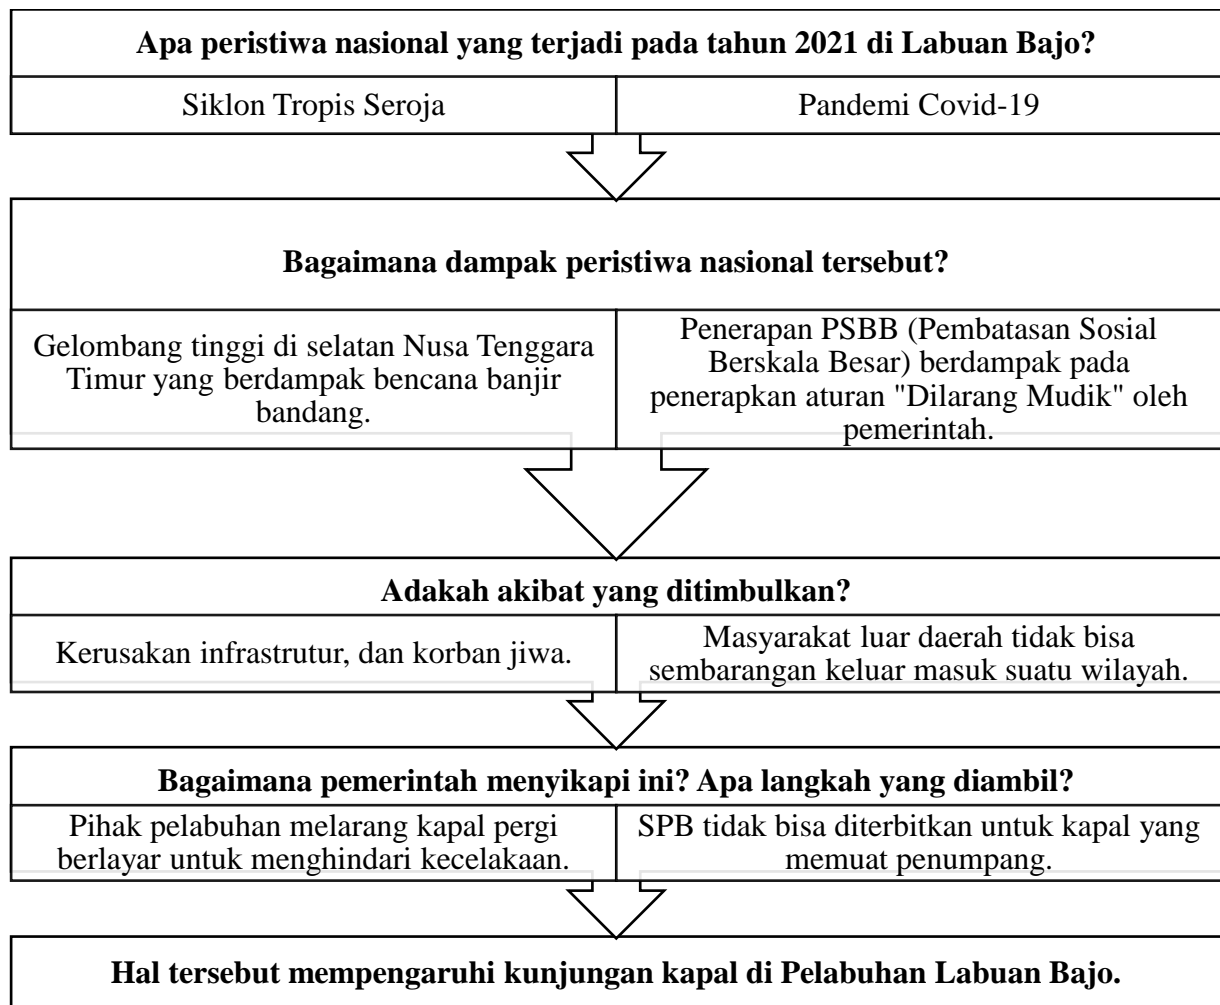 Apa peristiwa nasional yang terjadi pada tahun 2021 di Labuan Bajo?
Siklon Tropis Seroja
Pandemi Covid-19
Bagaimana dampak peristiwa nasional tersebut?
Gelombang tinggi di selatan Nusa Tenggara
Timur yang berdampak bencana banjir
bandang.
Penerapan PSBB (Pembatasan Sosial
Berskala Besar) berdampak pada
penerapkan aturan "Dilarang Mudik" oleh
pemerintah.
Adakah akibat yang ditimbulkan?
Kerusakan infrastrutur, dan korban jiwa.
Masyarakat luar daerah tidak bisa
sembarangan keluar masuk suatu wilayah.
Bagaimana pemerintah menyikapi ini? Apa langkah yang diambil?
Pihak pelabuhan melarang kapal pergi
berlayar untuk menghindari kecelakaan.
SPB tidak bisa diterbitkan untuk kapal yang
memuat penumpang.
Hal tersebut mempengaruhi kunjungan kapal di Pelabuhan Labuan Bajo.